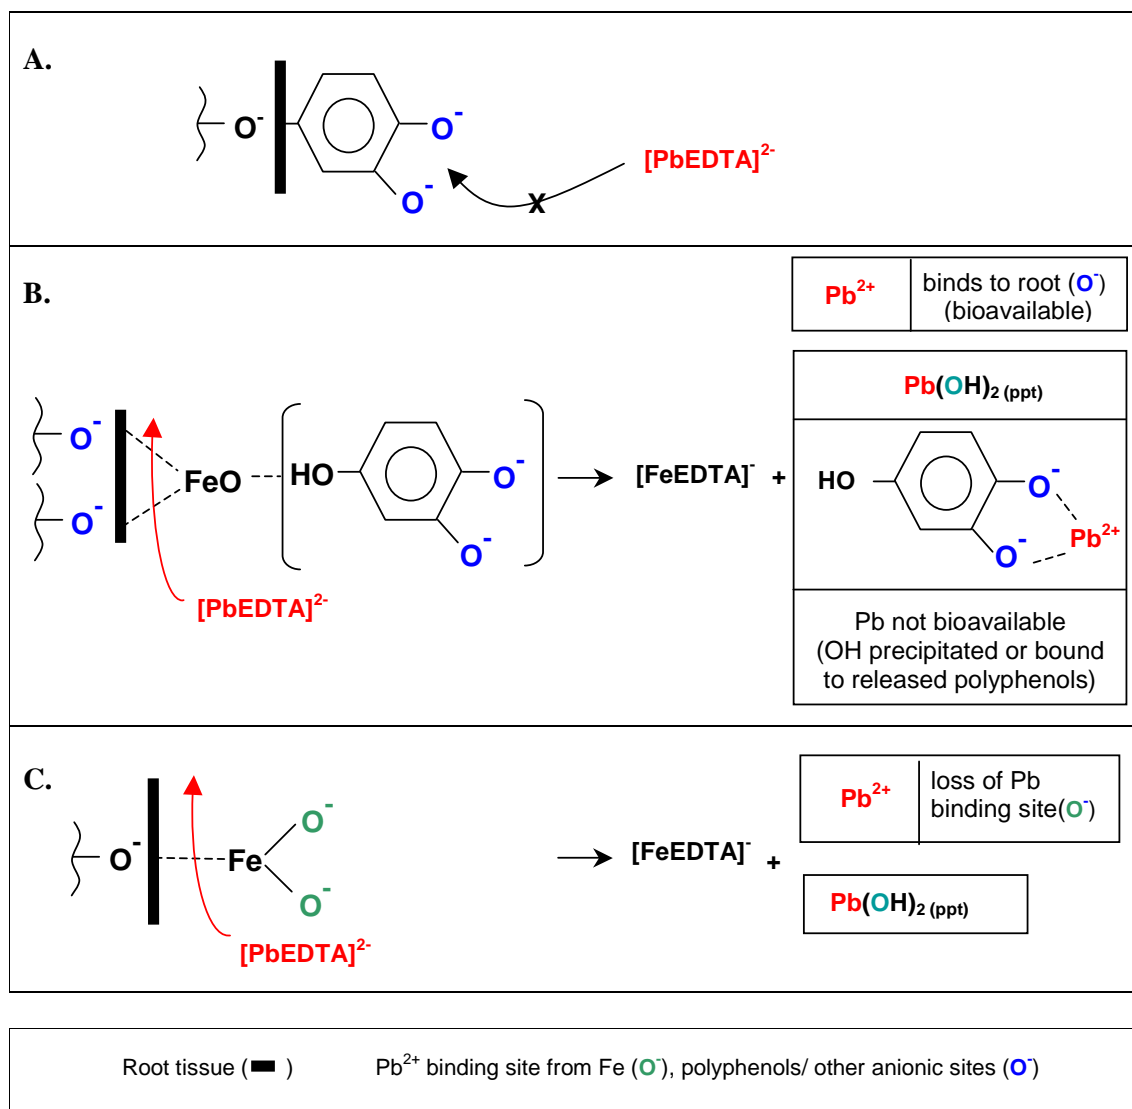 A.
O⁻
O⁻
O⁻
X
[PbEDTA]²⁻
B.
Pb²⁺
binds to root (O⁻)
(bioavailable)
Pb(OH)₂ (ppt)
O⁻
O⁻
FeO
HO
O⁻
O⁻
[PbEDTA]²⁻
[FeEDTA]⁻ +
HO
O⁻
O⁻
Pb²⁺
Pb not bioavailable
(OH precipitated or bound
to released polyphenols)
C.
O⁻
Fe
O⁻
O⁻
[PbEDTA]²⁻
[FeEDTA]⁻ +
Pb²⁺
loss of Pb
binding site(O⁻)
Pb(OH)₂ (ppt)
Root tissue ( ) Pb²⁺ binding site from Fe (O⁻), polyphenols/ other anionic sites (O⁻)